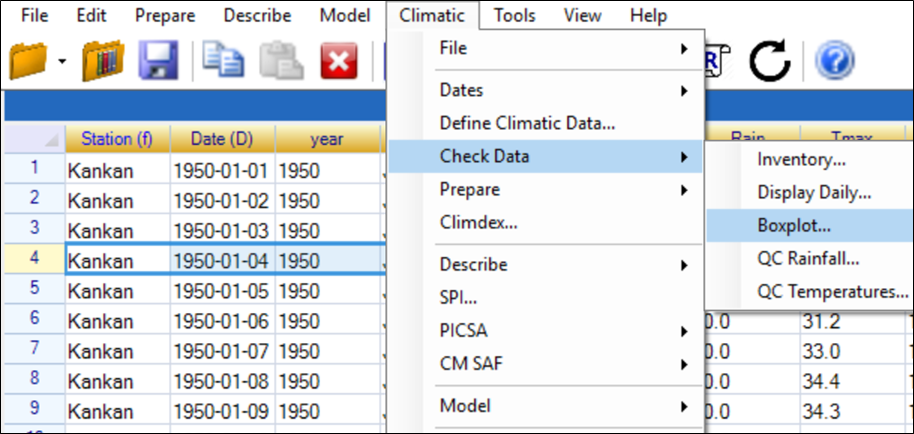 File Edit Prepare Describe Model Climatic Tools View Help
File
R
Dates
Define Climatic Data...
Station (f) Date (D) year Check Data Rain Tmax
1 Kankan 1950-01-01 1950 Inventory...
Prepare
2 Kankan 1950-01-02 1950 Display Daily...
Climdex...
3 Kankan 1950-01-03 1950 Boxplot...
4 Kankan 1950-01-04 1950 Describe QC Rainfall...
5 Kankan 1950-01-05 1950 SPI... QC Temperatures...
6 Kankan 1950-01-06 1950 PICSA 0.0 31.2
7 Kankan 1950-01-07 1950 CM SAF 0.0 33.0
8 Kankan 1950-01-08 1950 0.0 34.4
9 Kankan 1950-01-09 1950 Model 0.0 34.3